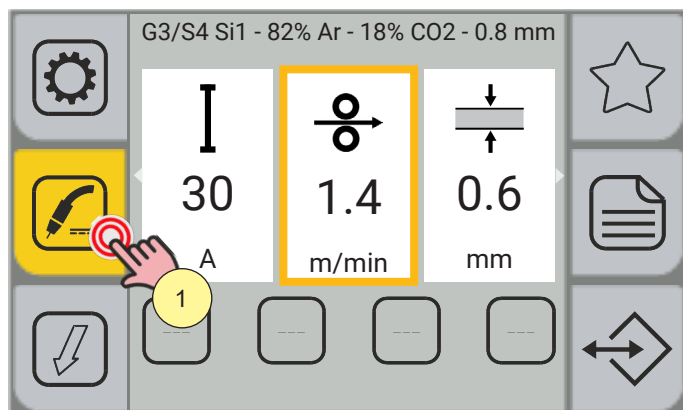 G3/S4 Si1 - 82% Ar - 18% CO2 - 0.8 mm
30 1.4 0.6
A m/min mm
1
--- --- --- ---